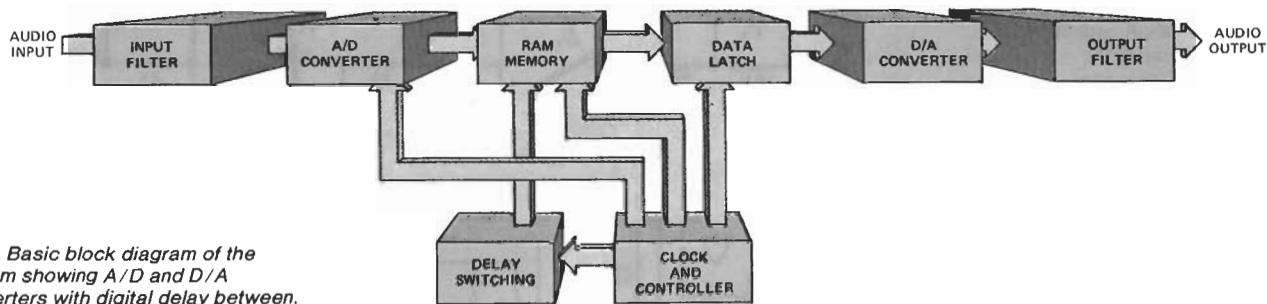 AUDIO
INPUT
INPUT
FILTER
A/D
CONVERTER
RAM
MEMORY
DATA
LATCH
D/A
CONVERTER
OUTPUT
FILTER
AUDIO
OUTPUT
DELAY
SWITCHING
CLOCK
AND
CONTROLLER
Basic block diagram of the
showing A/D and D/A
with digital delay between.